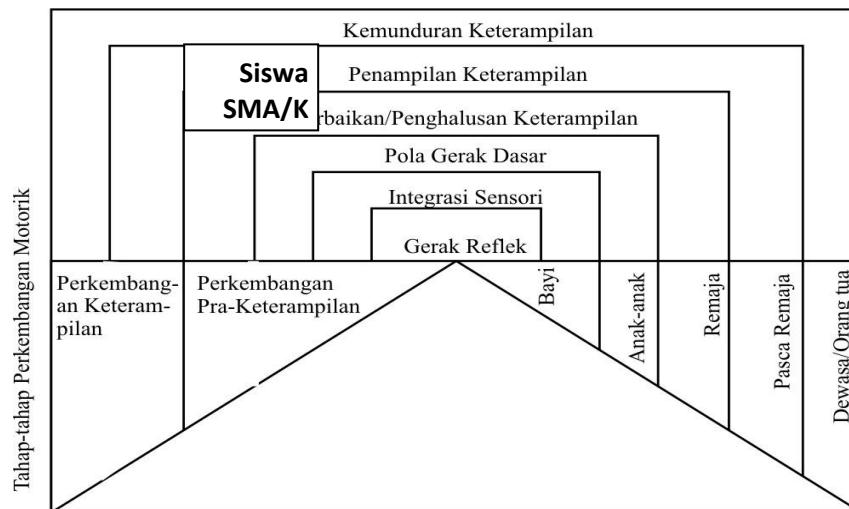 Kemunduran Keterampilan
Siswa
SMA/K
Penampilan Keterampilan
rbaikan/Penghalusan Keterampilan
Pola Gerak Dasar
Integrasi Sensori
Gerak Reflek
Tahap-tahap Perkembangan Motorik
Perkembang-
an Keteram-
pilan
Perkembangan
Pra-Keterampilan
Bayi
Anak-anak
Remaja
Pasca Remaja
Dewasa/Orang tua